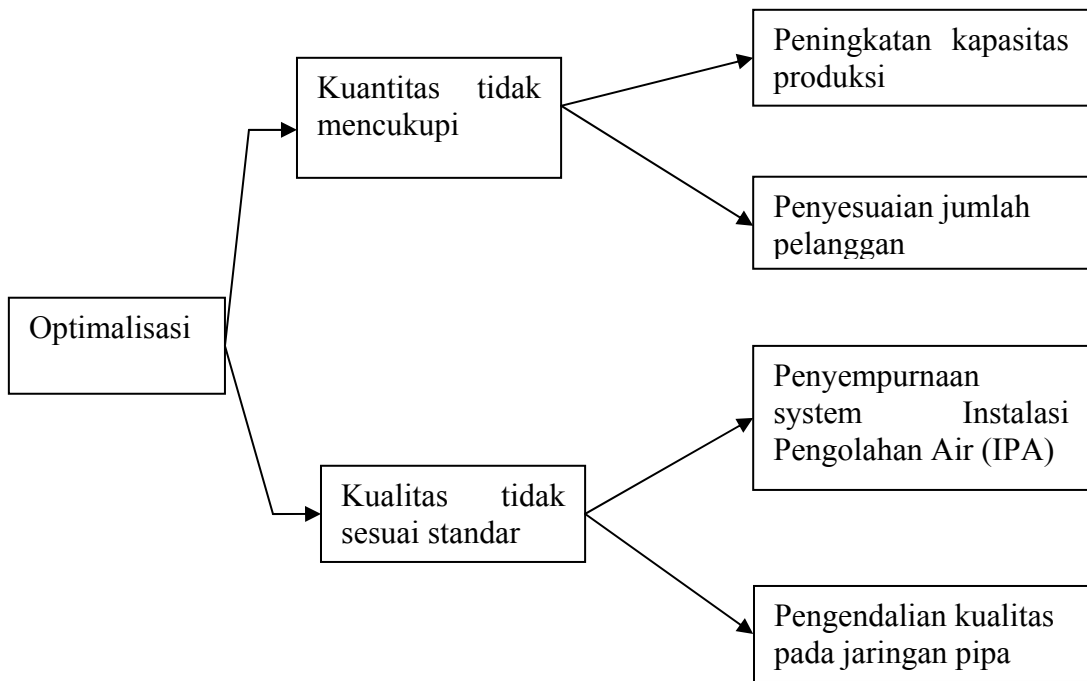 Peningkatan kapasitas
produksi
Kuantitas tidak
mencukupi
Penyesuaian jumlah
pelanggan
Optimalisasi
Penyempurnaan
system Instalasi
Pengolahan Air (IPA)
Kualitas tidak
sesuai standar
Pengendalian kualitas
pada jaringan pipa